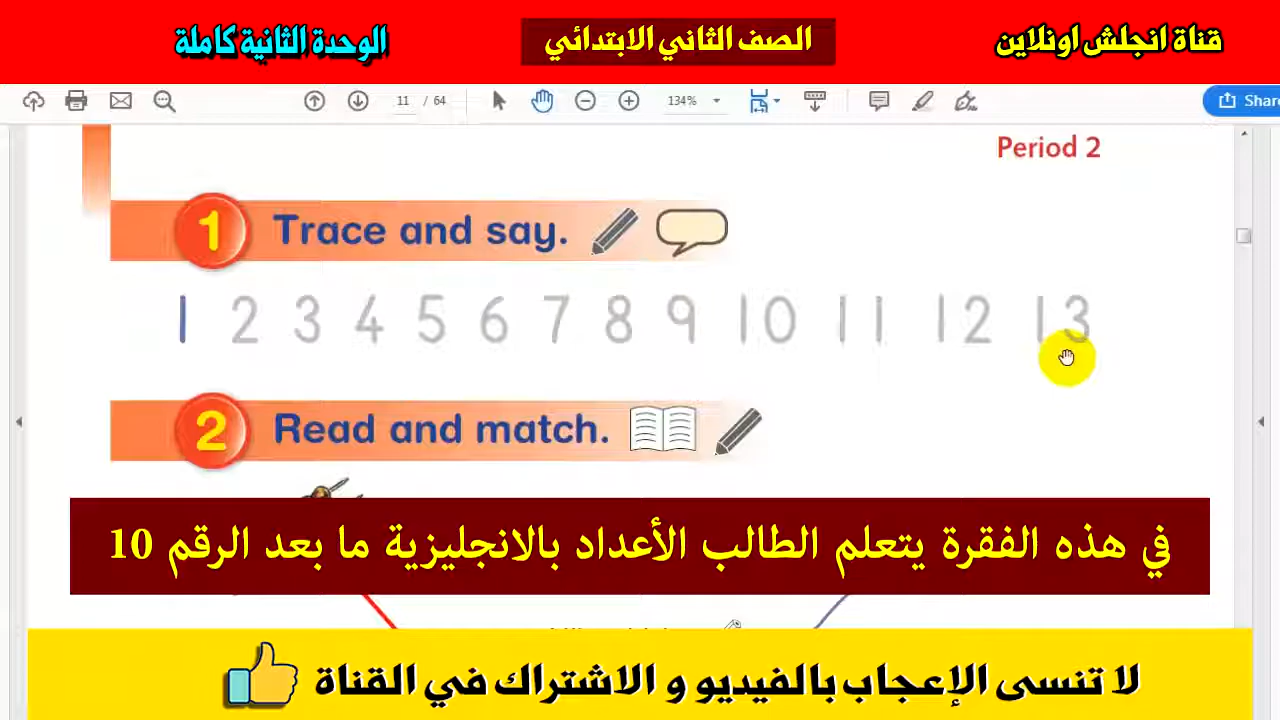 قناة انجلش اونلاين
الصف الثاني الابتدائي
الوحدة الثانية كاملة
11 / 64
134%
Share
Period 2
1 Trace and say.
1 2 3 4 5 6 7 8 9 10 11 12 13
2 Read and match.
في هذه الفقرة يتعلم الطالب الأعداد بالانجليزية ما بعد الرقم 10
لا تنسى الإعجاب بالفيديو و الاشتراك في القناة